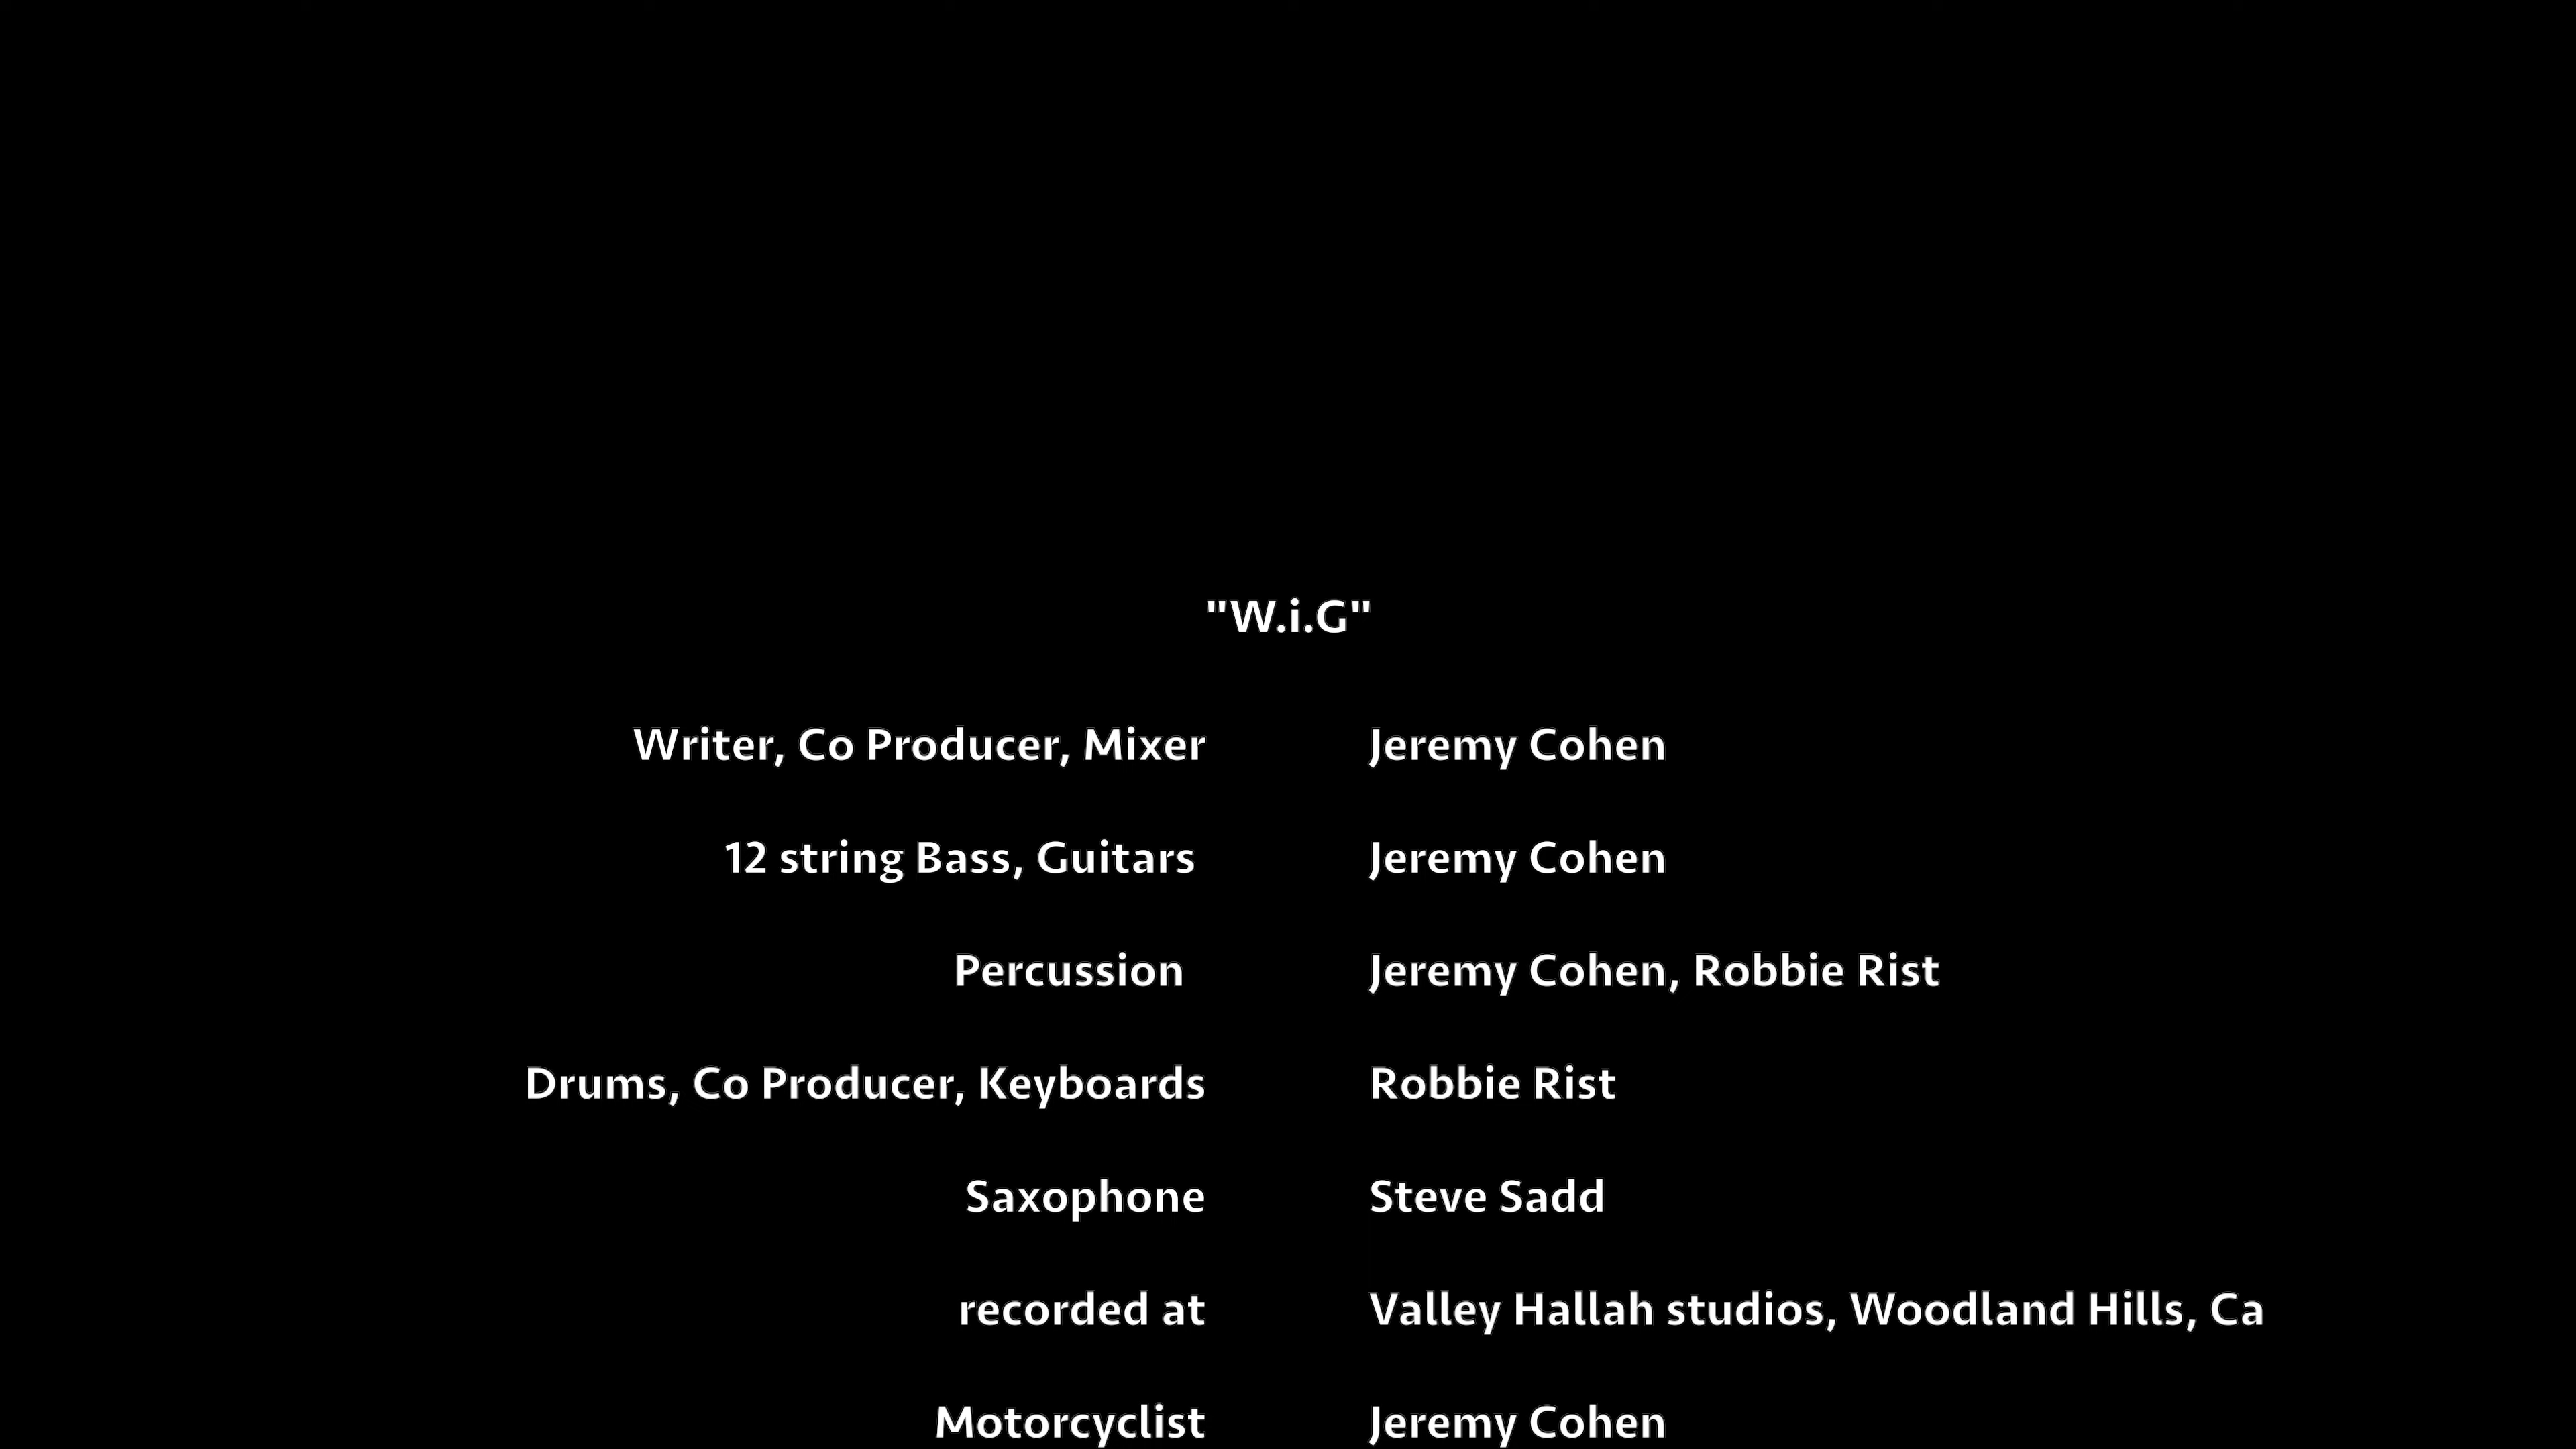 "W.i.G"
Writer, Co Producer, Mixer Jeremy Cohen
12 string Bass, Guitars Jeremy Cohen
Percussion Jeremy Cohen, Robbie Rist
Drums, Co Producer, Keyboards Robbie Rist
Saxophone Steve Sadd
recorded at Valley Hallah studios, Woodland Hills, Ca
Motorcyclist Jeremy Cohen